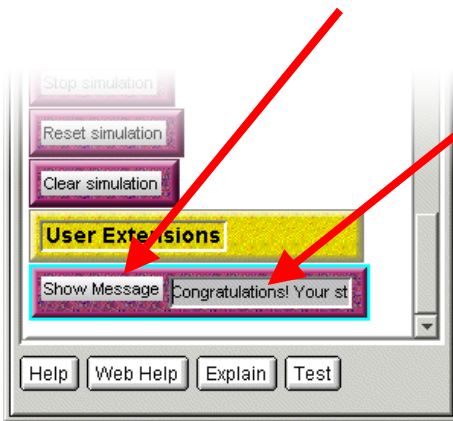 Stop simulation
Reset simulation
Clear simulation
User Extensions
Show Message Congratulations! Your st
Help Web Help Explain Test